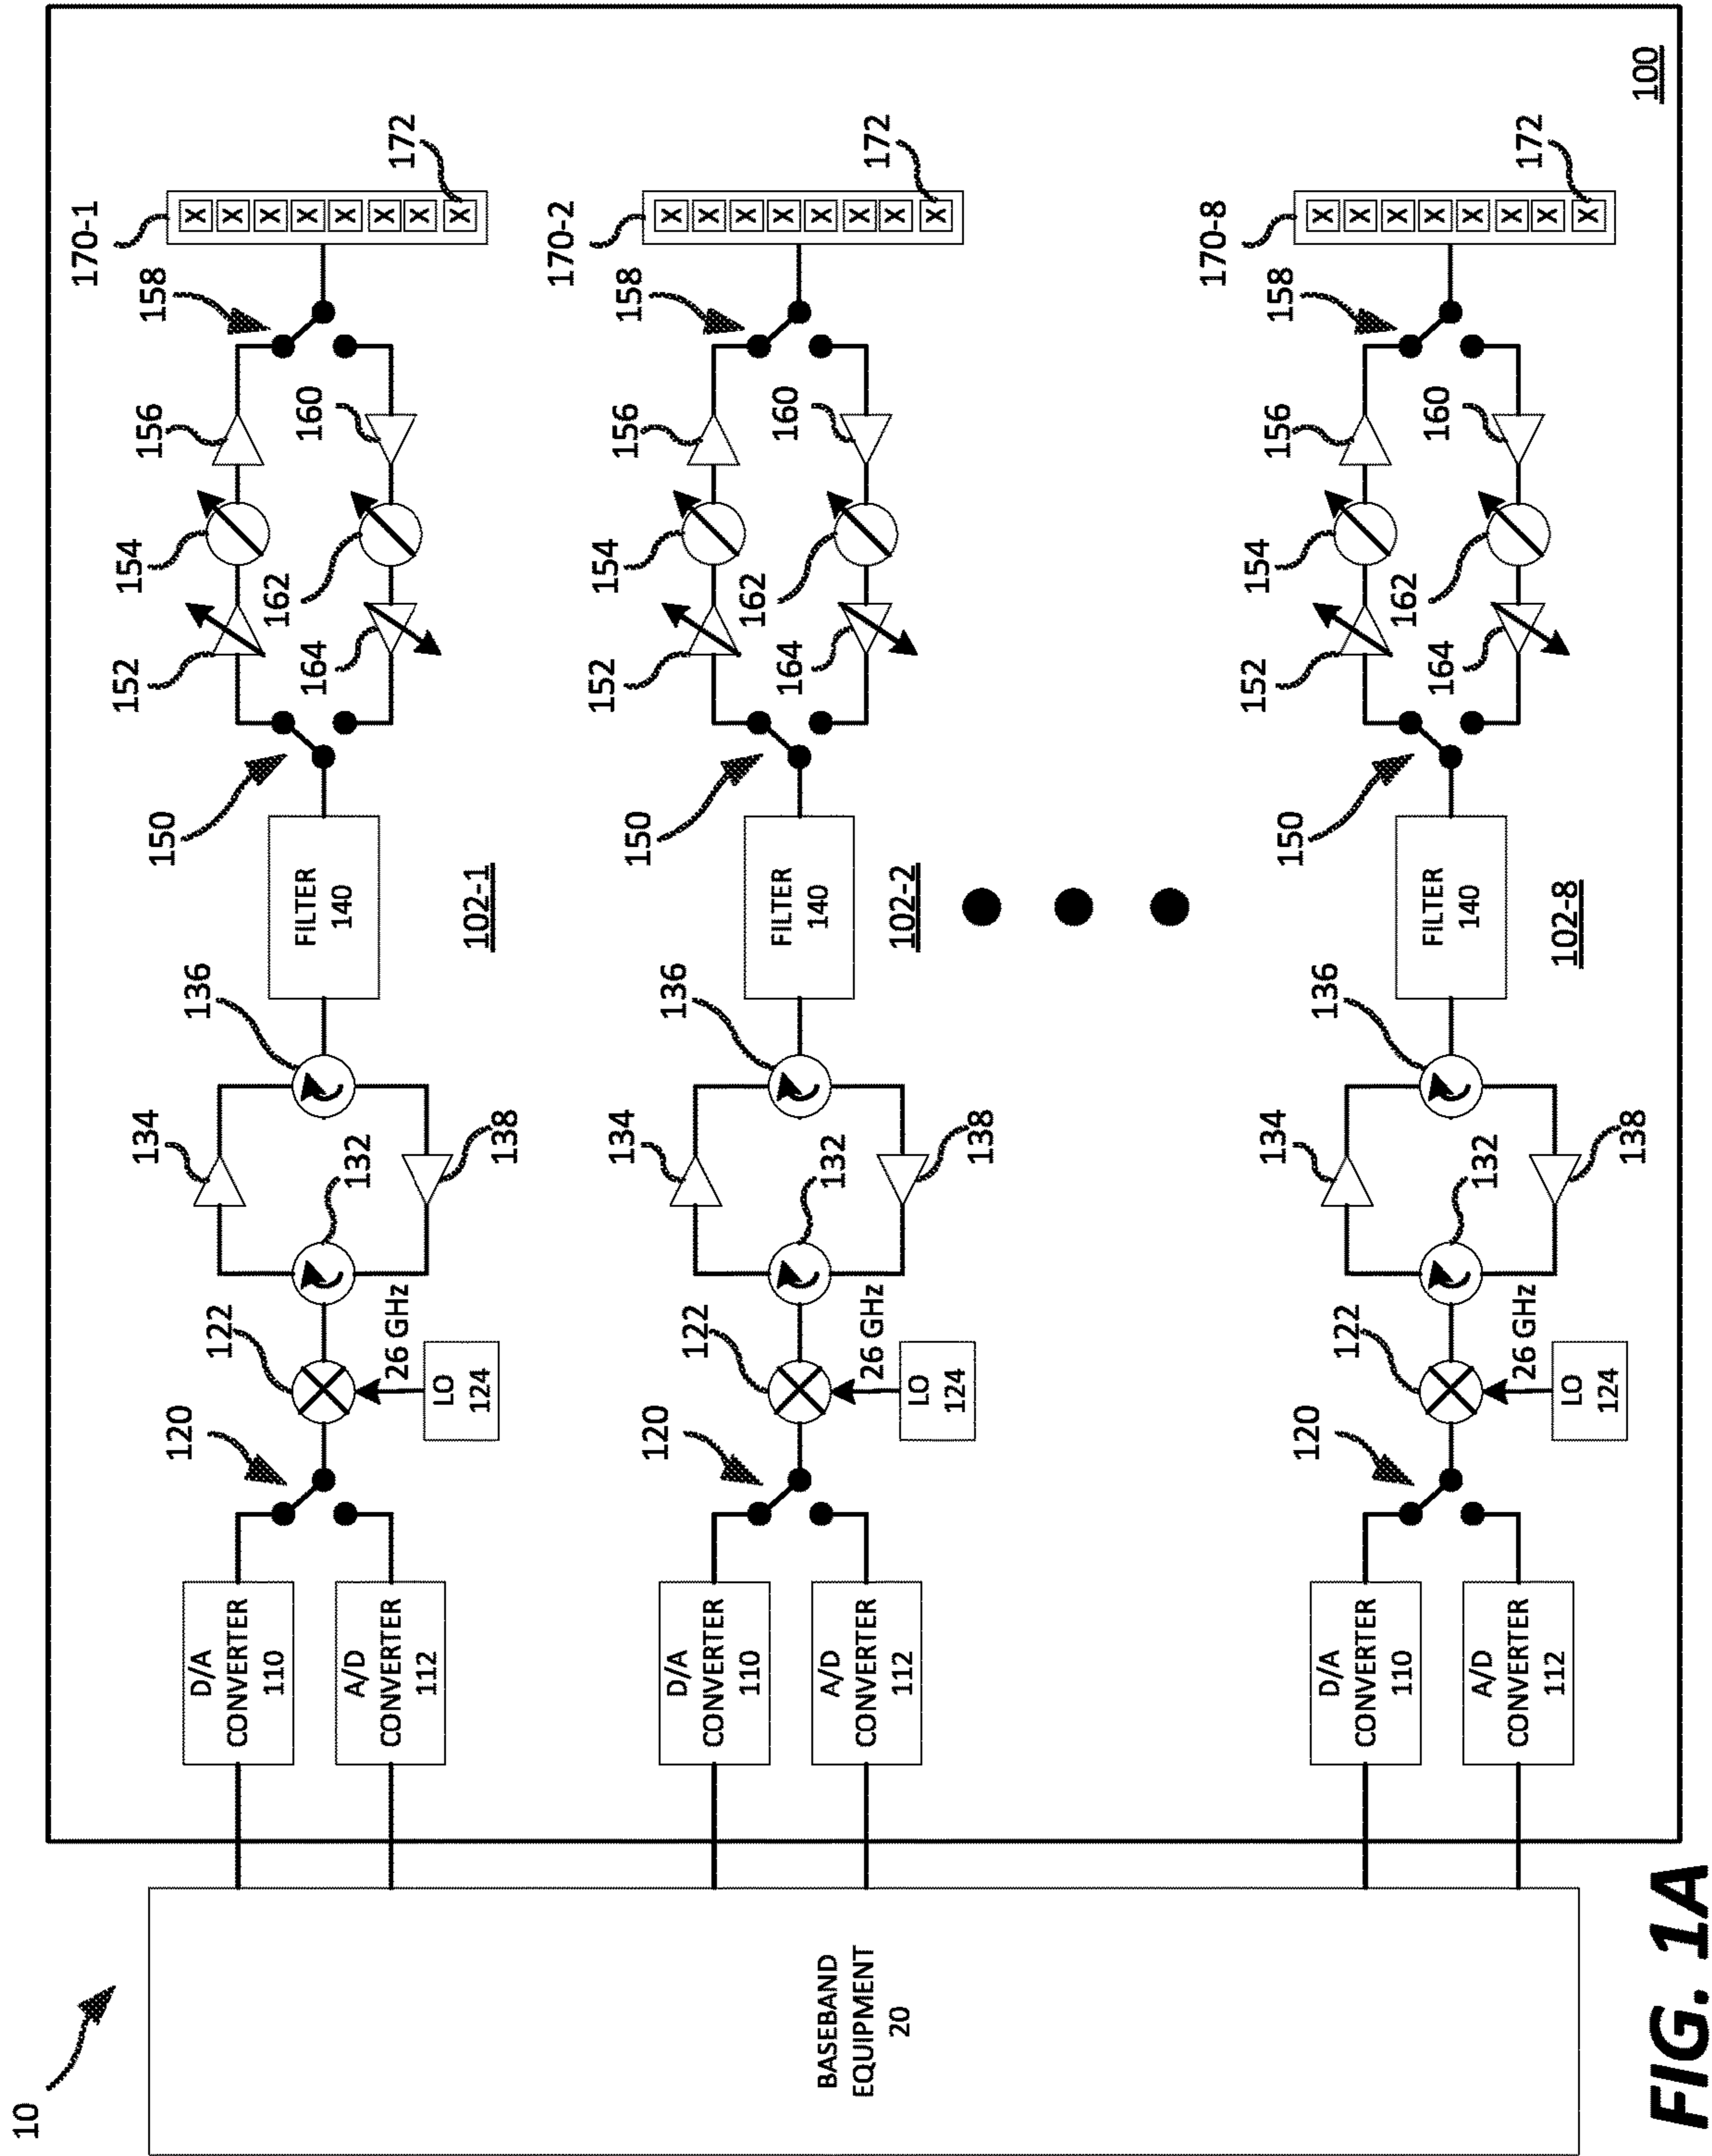 10
BASEBAND
EQUIPMENT
20
100
D/A
CONVERTER
110
A/D
CONVERTER
112
120
122
26 GHz
LO
124
132
134
136
138
FILTER
140
102-1
150
152
154
156
158
160
162
164
170-1
X X X X X X X X
172
D/A
CONVERTER
110
A/D
CONVERTER
112
120
122
26 GHz
LO
124
132
134
136
138
FILTER
140
102-2
150
152
154
156
158
160
162
164
170-2
X X X X X X X X
172
D/A
CONVERTER
110
A/D
CONVERTER
112
120
122
26 GHz
LO
124
132
134
136
138
FILTER
140
102-8
150
152
154
156
158
160
162
164
170-8
X X X X X X X X
172
FIG. 1A